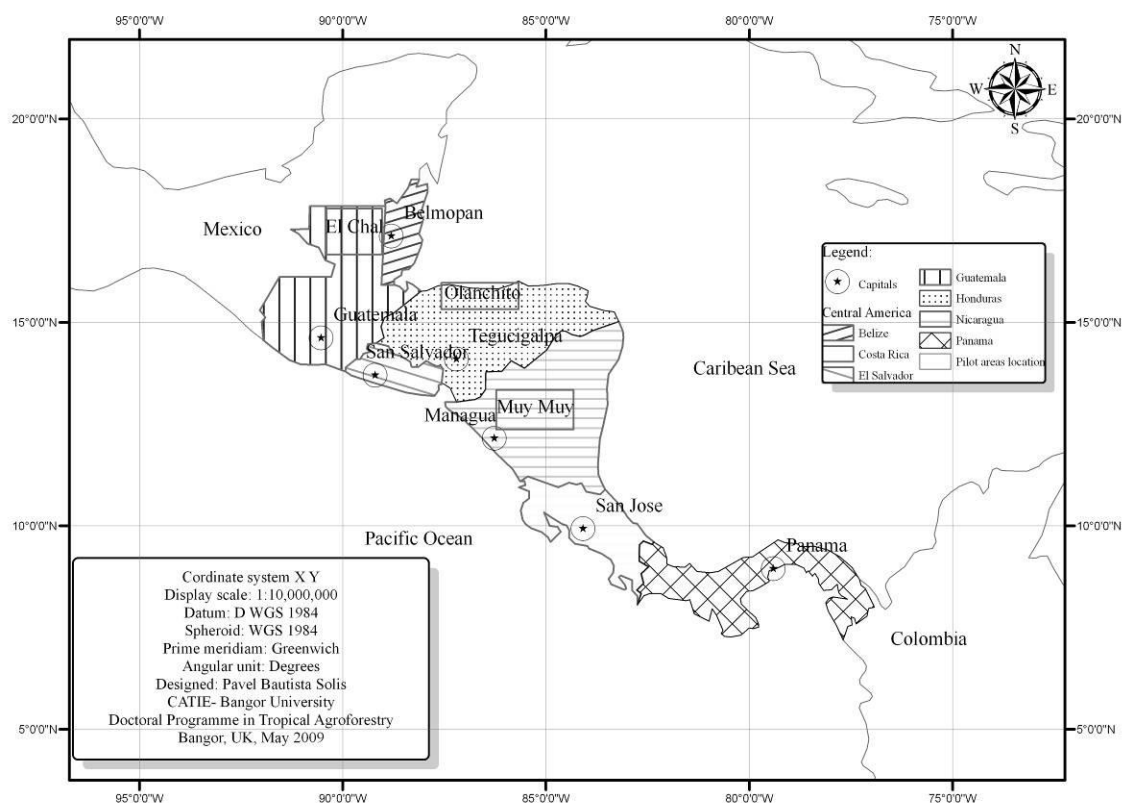 95°0'0"W 90°0'0"W 85°0'0"W 80°0'0"W 75°0'0"W
N
W E
S
20°0'0"N 20°0'0"N
Mexico
El Chal
Belmopan
Legend:
Capitals
Central America
Belize
Costa Rica
El Salvador
Guatemala
Honduras
Nicaragua
Panama
Pilot areas location
Olanchito
15°0'0"N 15°0'0"N
Guatemala
Tegucigalpa
San Salvador
Caribean Sea
Managua
Muy Muy
San Jose
10°0'0"N 10°0'0"N
Pacific Ocean
Panama
Colombia
Cordinate system X Y
Display scale: 1:10,000,000
Datum: D WGS 1984
Spheroid: WGS 1984
Prime meridiam: Greenwich
Angular unit: Degrees
Designed: Pavel Bautista Solis
CATIE- Bangor University
Doctoral Programme in Tropical Agroforestry
Bangor, UK, May 2009
5°0'0"N 5°0'0"N
95°0'0"W 90°0'0"W 85°0'0"W 80°0'0"W 75°0'0"W